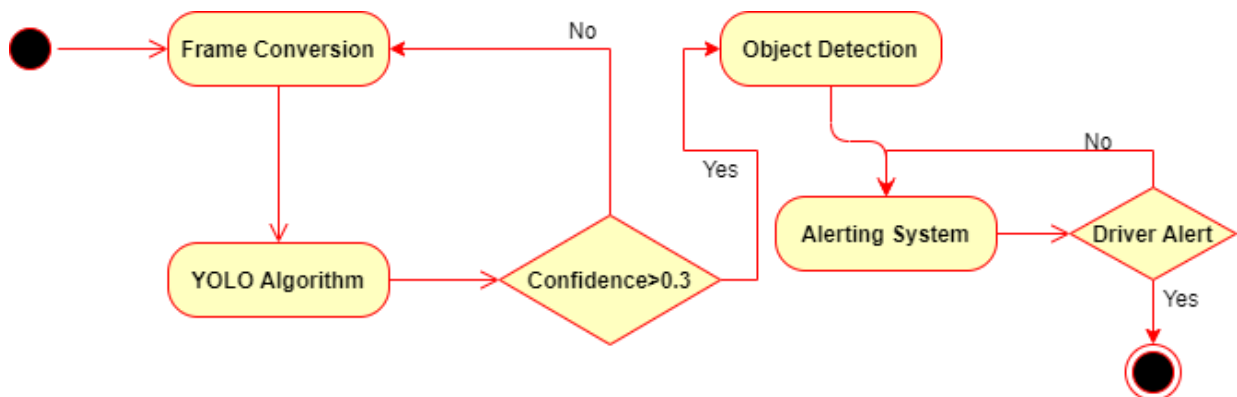 Frame Conversion
No
Object Detection
Yes
No
YOLO Algorithm
Confidence>0.3
Alerting System
Driver Alert
Yes